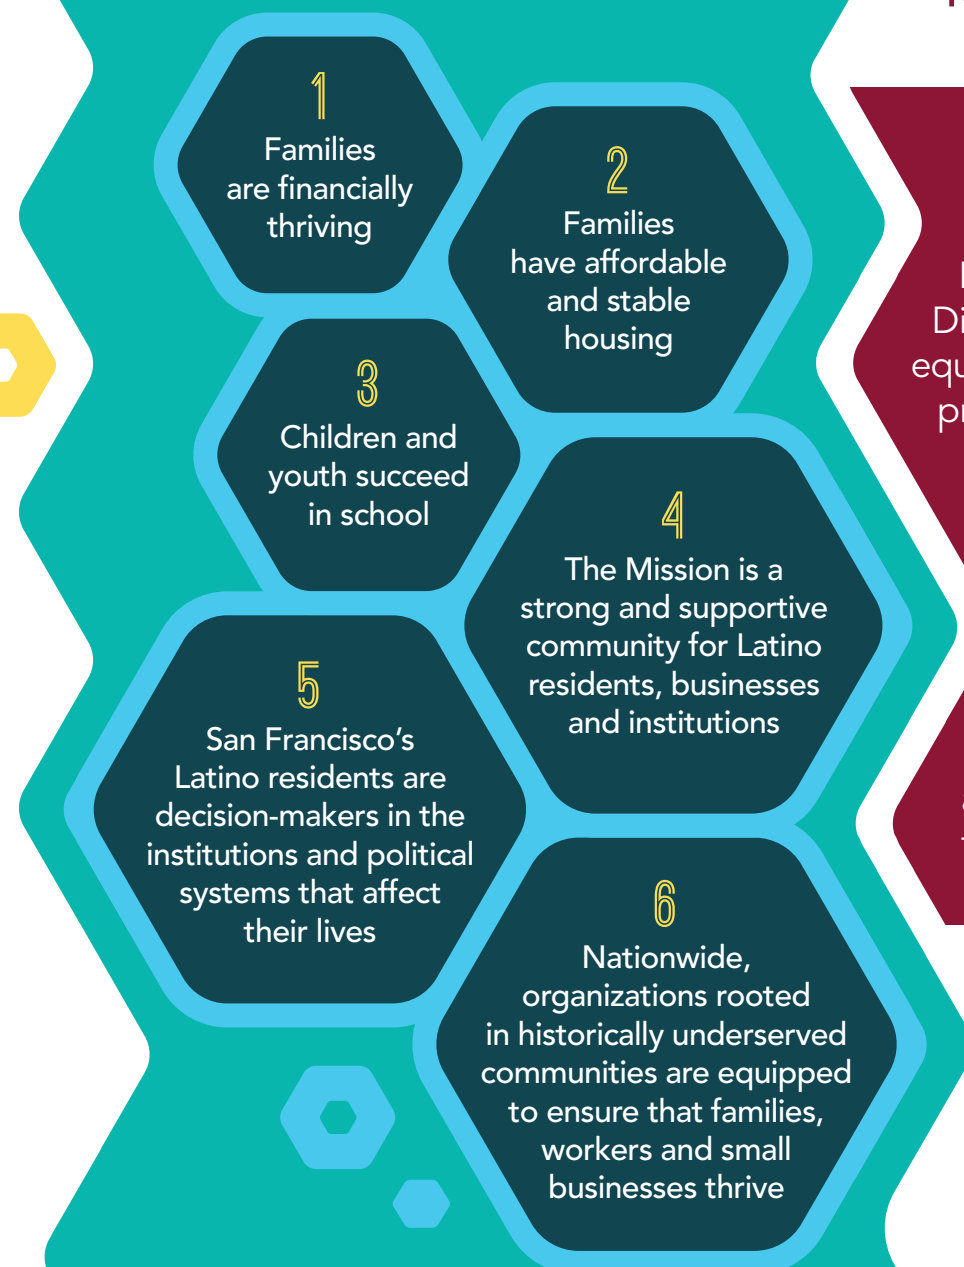 1
Families
are financially
thriving
2
Families
have affordable
and stable
housing
3
Children and
youth succeed
in school
4
The Mission is a
strong and supportive
community for Latino
residents, businesses
and institutions
5
San Francisco’s
Latino residents are
decision-makers in the
institutions and political
systems that affect
their lives
6
Nationwide,
organizations rooted
in historically underserved
communities are equipped
to ensure that families,
workers and small
businesses thrive